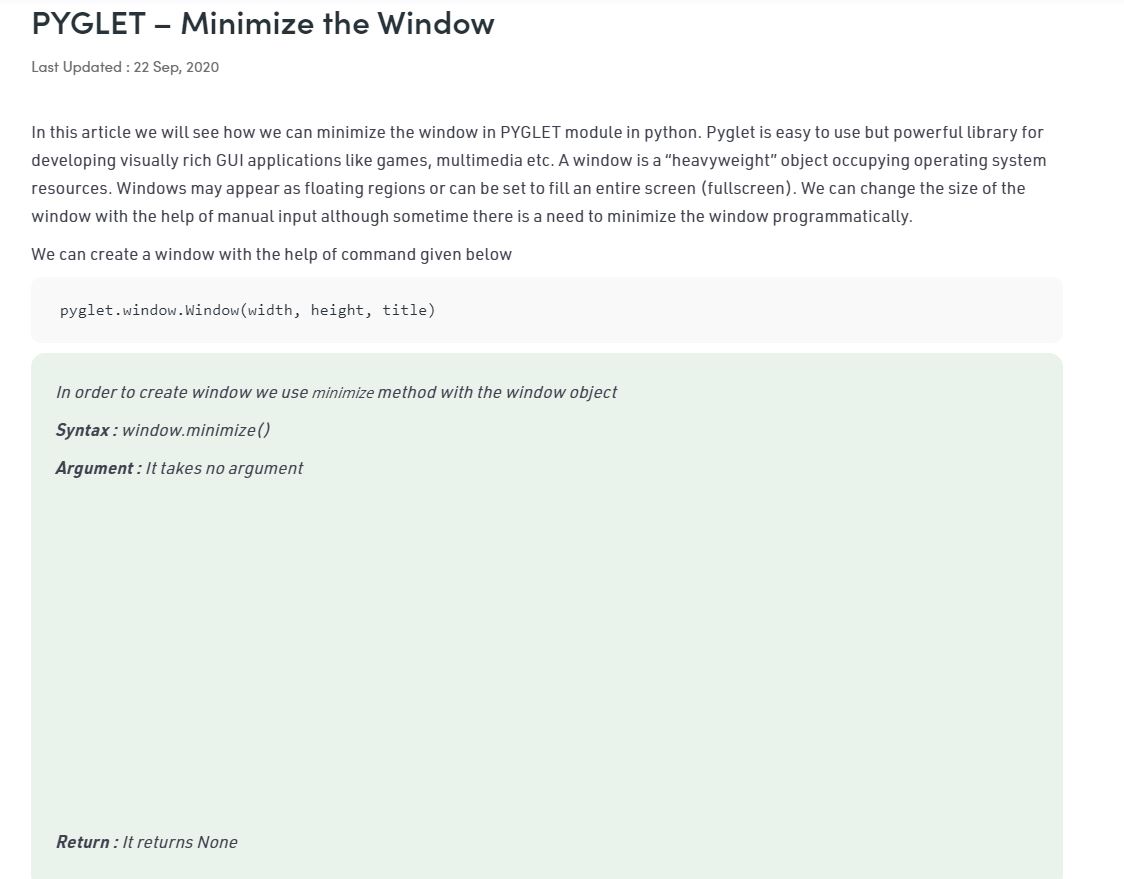 PYGLET – Minimize the Window
Last Updated : 22 Sep, 2020
In this article we will see how we can minimize the window in PYGLET module in python. Pyglet is easy to use but powerful library for
developing visually rich GUI applications like games, multimedia etc. A window is a “heavyweight” object occupying operating system
resources. Windows may appear as floating regions or can be set to fill an entire screen (fullscreen). We can change the size of the
window with the help of manual input although sometime there is a need to minimize the window programmatically.
We can create a window with the help of command given below
pyglet.window.Window(width, height, title)
In order to create window we use minimize method with the window object
Syntax : window.minimize()
Argument : It takes no argument
Return : It returns None